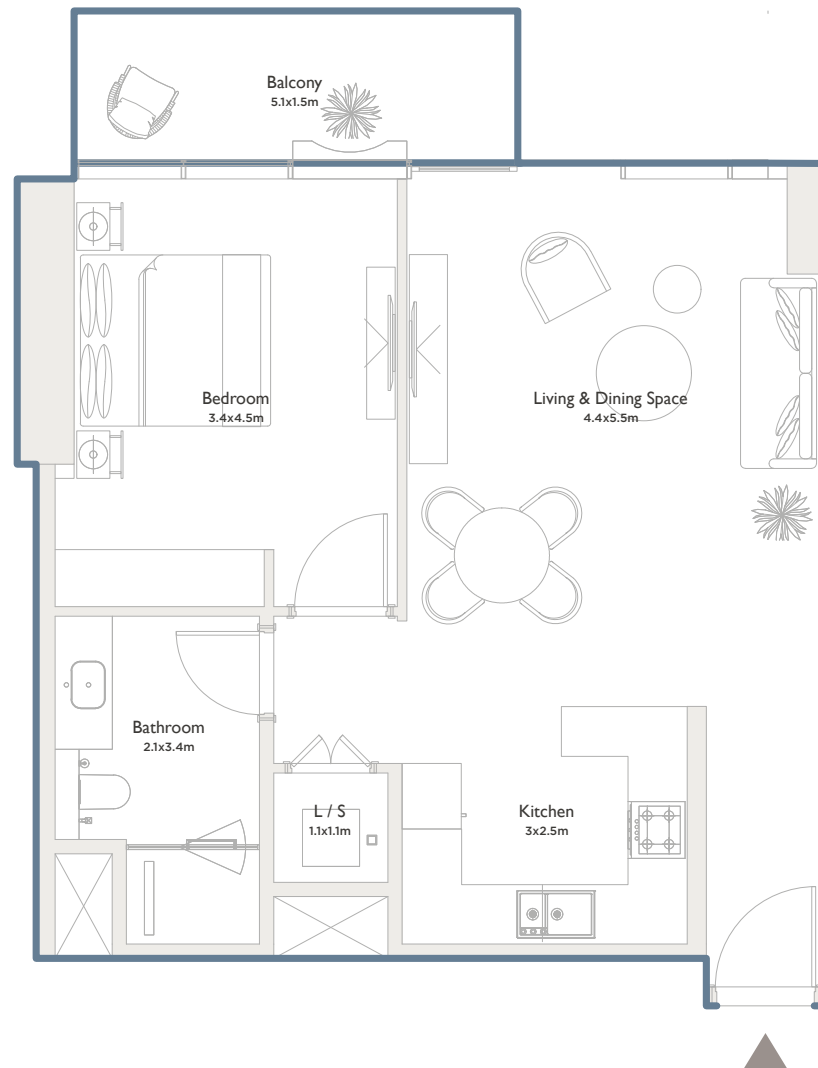 Balcony
5.1x1.5m
Bedroom
3.4x4.5m
Living & Dining Space
4.4x5.5m
Bathroom
2.1x3.4m
L / S
1.1x1.1m
Kitchen
3x2.5m